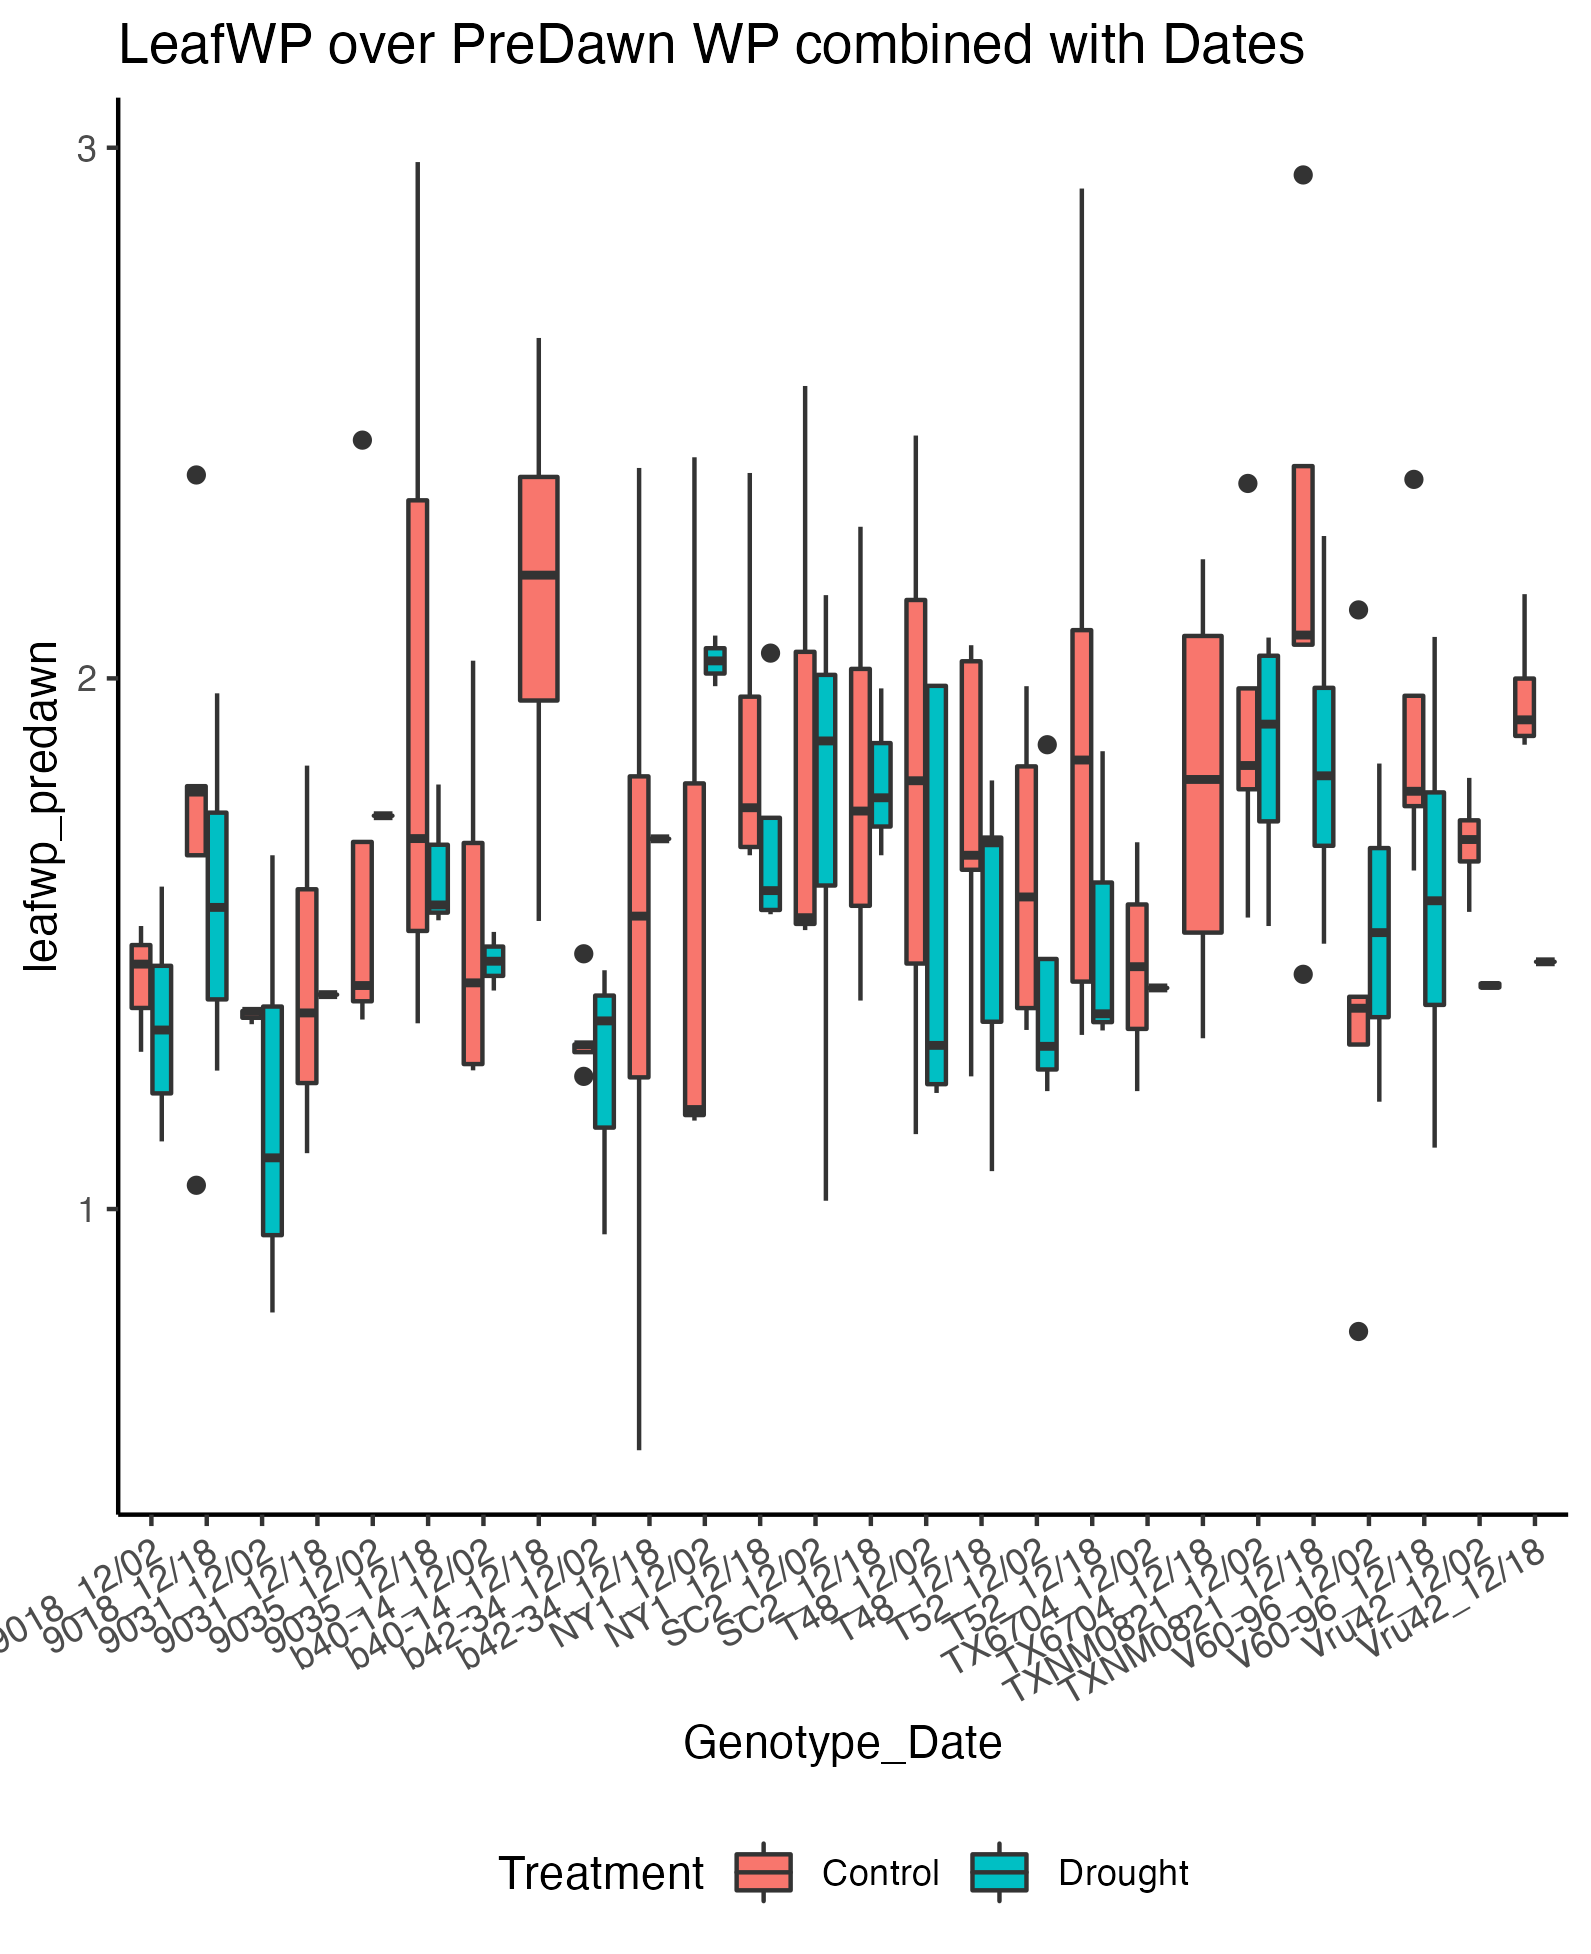 LeafWP over PreDawn WP combined with Dates
leafwp_predawn
3
2
1
9018_12/02
9018_12/18
9031_12/02
9031_12/18
9035_12/02
9035_12/18
b40-14_12/02
b40-14_12/18
b42-34_12/02
b42-34_12/18
NY1_12/02
NY1_12/18
SC2_12/02
SC2_12/18
T48_12/02
T48_12/18
T52_12/02
T52_12/18
TX6704_12/02
TX6704_12/18
TXNM0821_12/02
TXNM0821_12/18
V60-96_12/02
V60-96_12/18
Vru42_12/02
Vru42_12/18
Genotype_Date
Treatment Control Drought